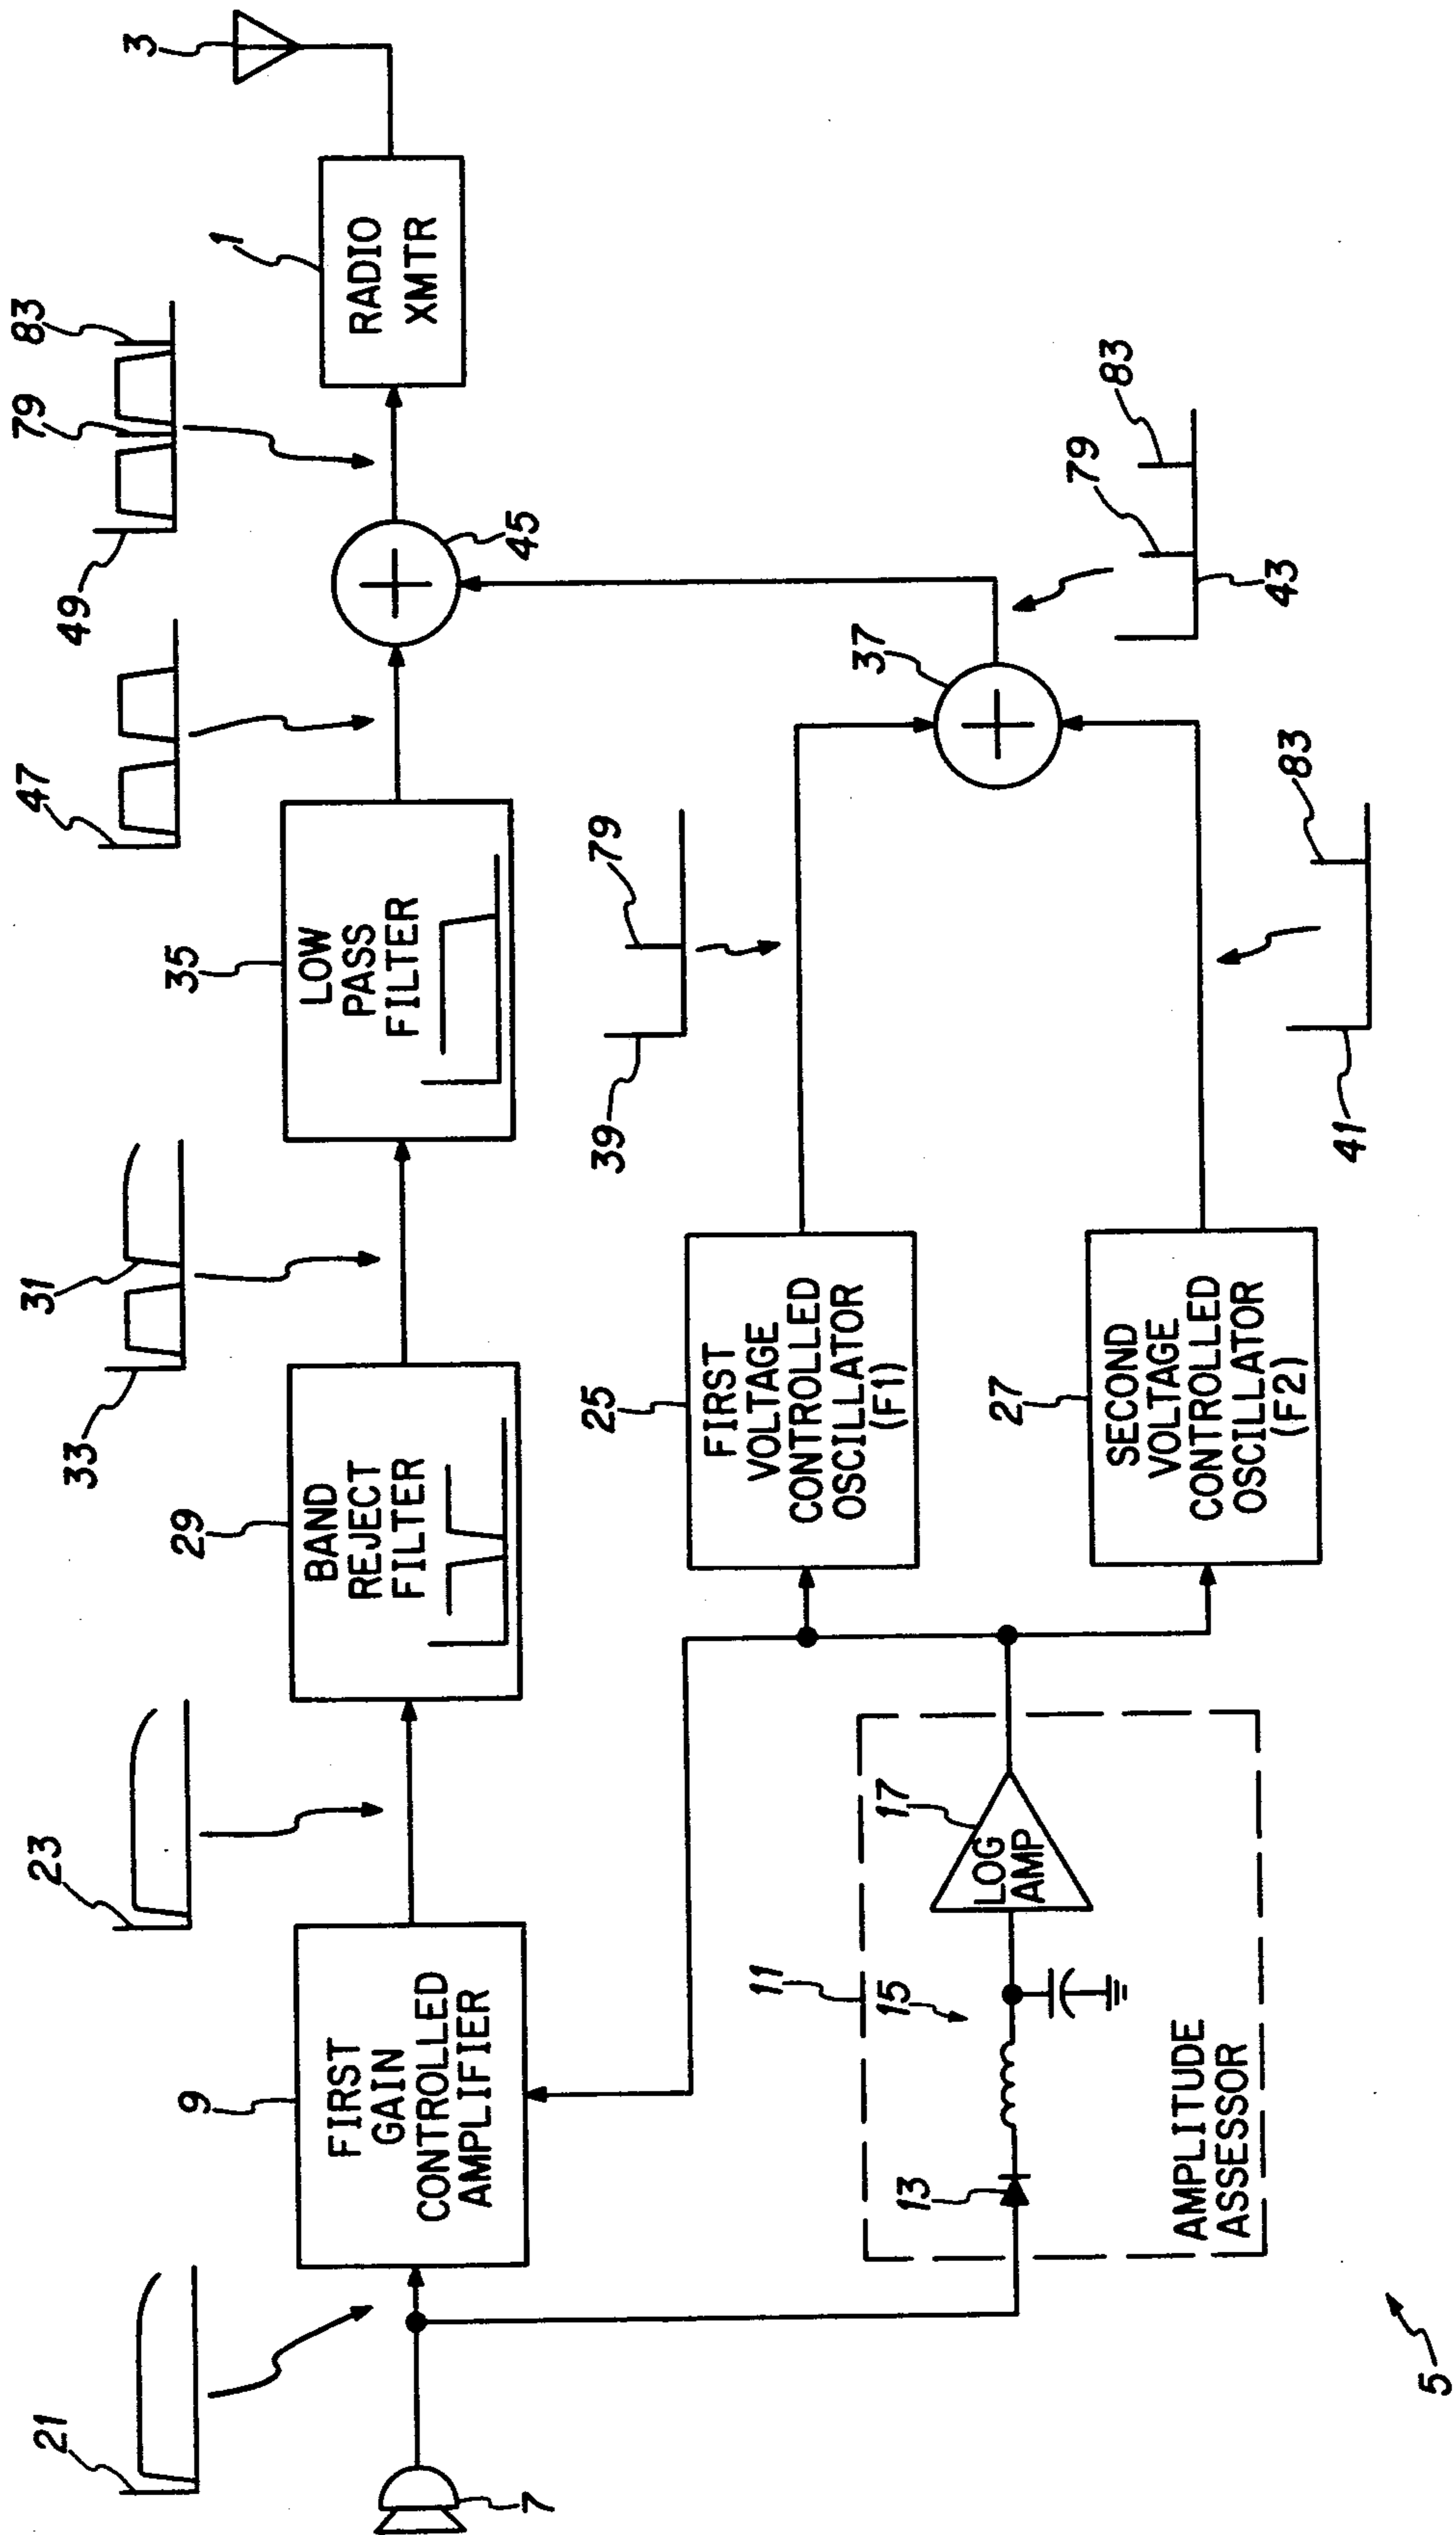 21
23
33
31
47
49
79
83
3
7
9
FIRST
GAIN
CONTROLLED
AMPLIFIER
29
BAND
REJECT
FILTER
35
LOW
PASS
FILTER
45
1
RADIO
XMTR
39
79
37
25
FIRST
VOLTAGE
CONTROLLED
OSCILLATOR
(F1)
27
SECOND
VOLTAGE
CONTROLLED
OSCILLATOR
(F2)
79
83
43
83
41
11
15
13
17
LOG
AMP
AMPLITUDE
ASSESSOR
5